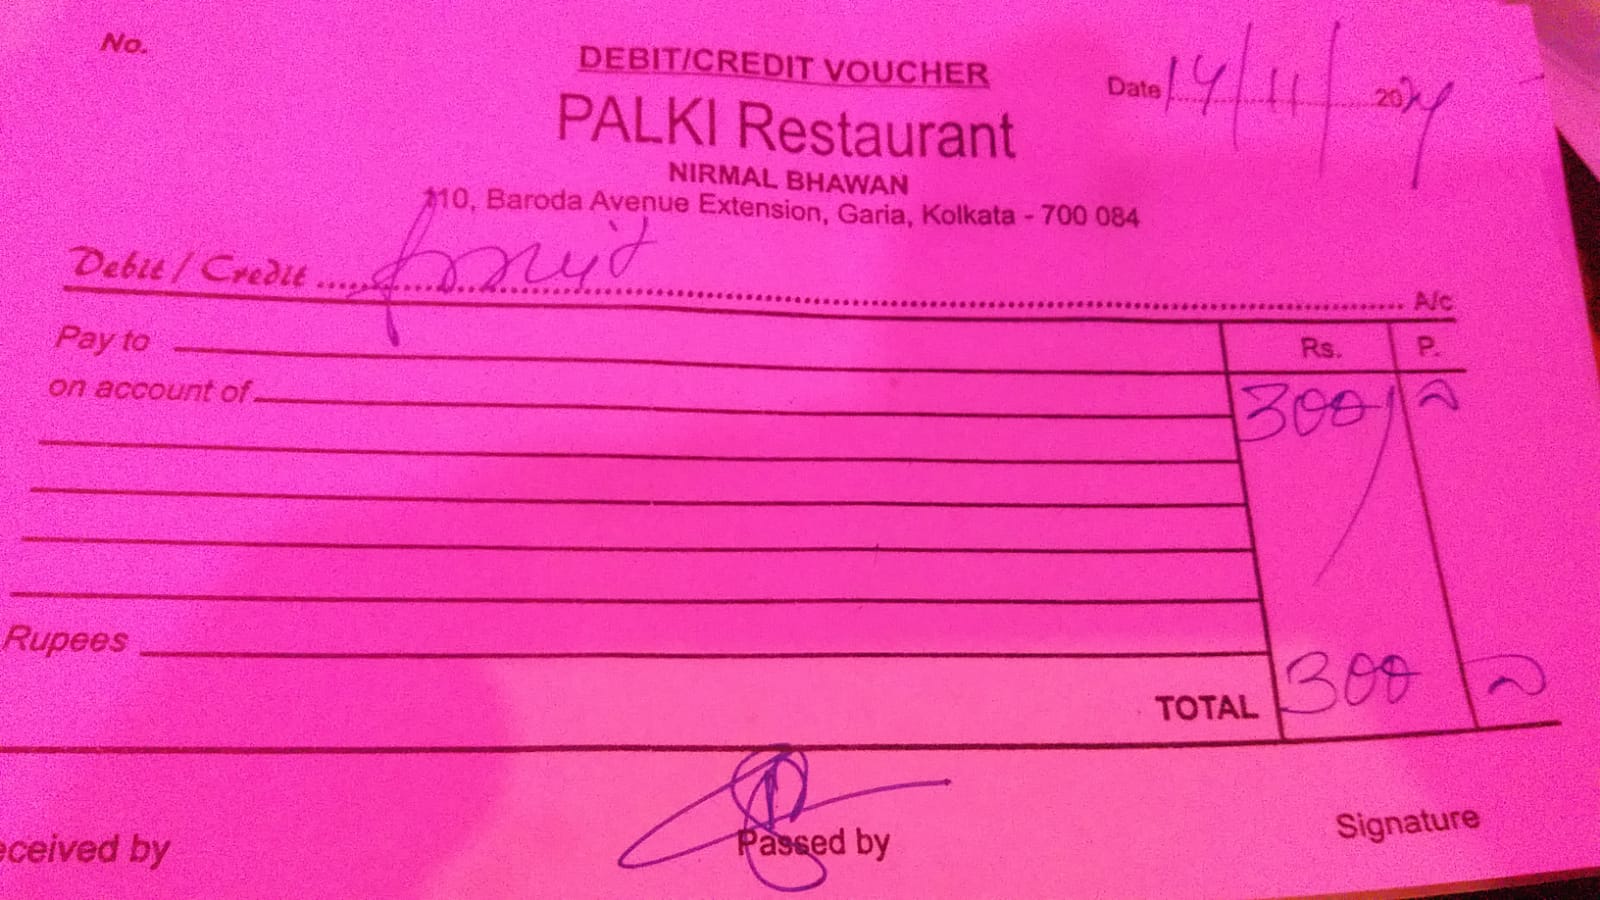 No.
DEBIT/CREDIT VOUCHER
Date 14/11/2024
PALKI Restaurant
NIRMAL BHAWAN
110, Baroda Avenue Extension, Garia, Kolkata - 700 084
Debit / Credit ........ A/c
Pay to
Rs. P.
on account of
300/
Rupees
TOTAL 300
eceived by
Passed by
Signature